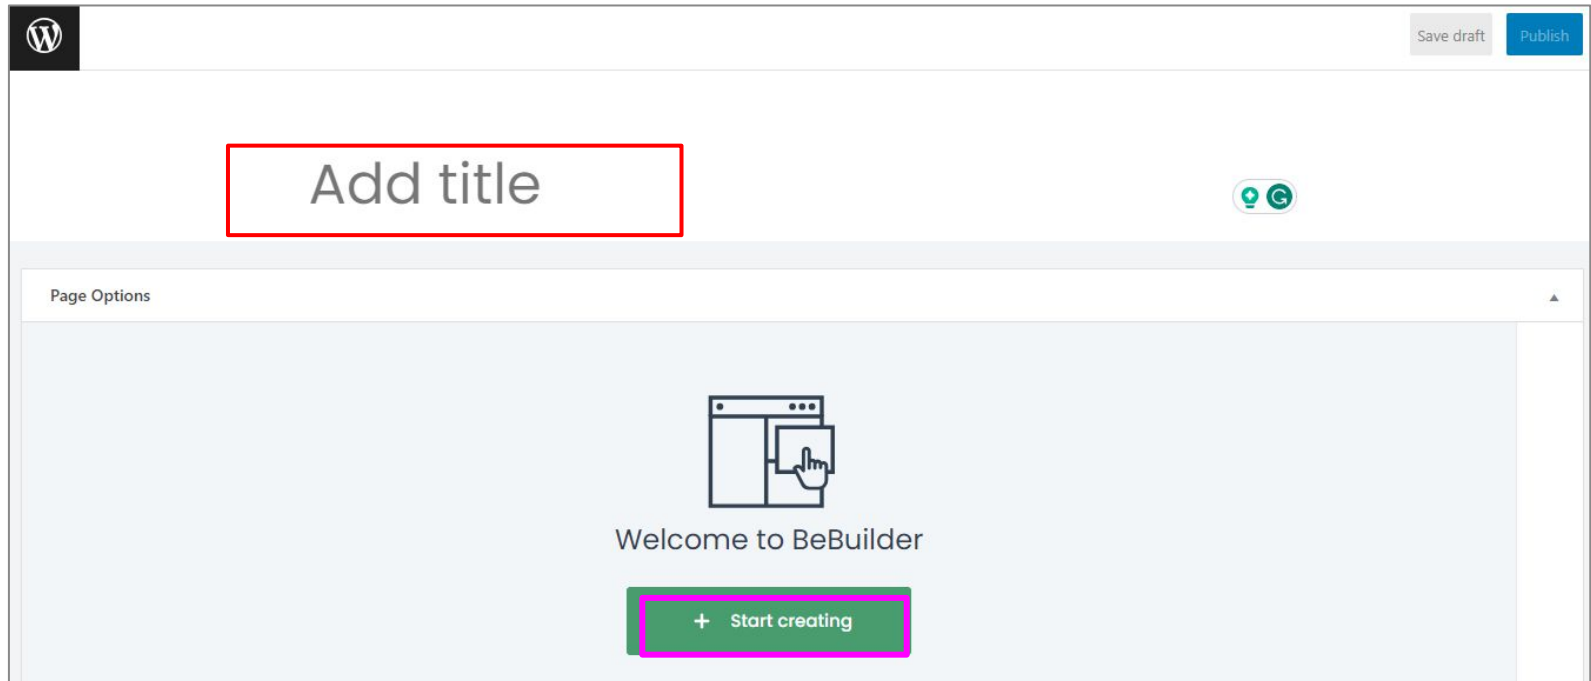 Save draft
Publish
Add title
Page Options
Welcome to BeBuilder
+ Start creating